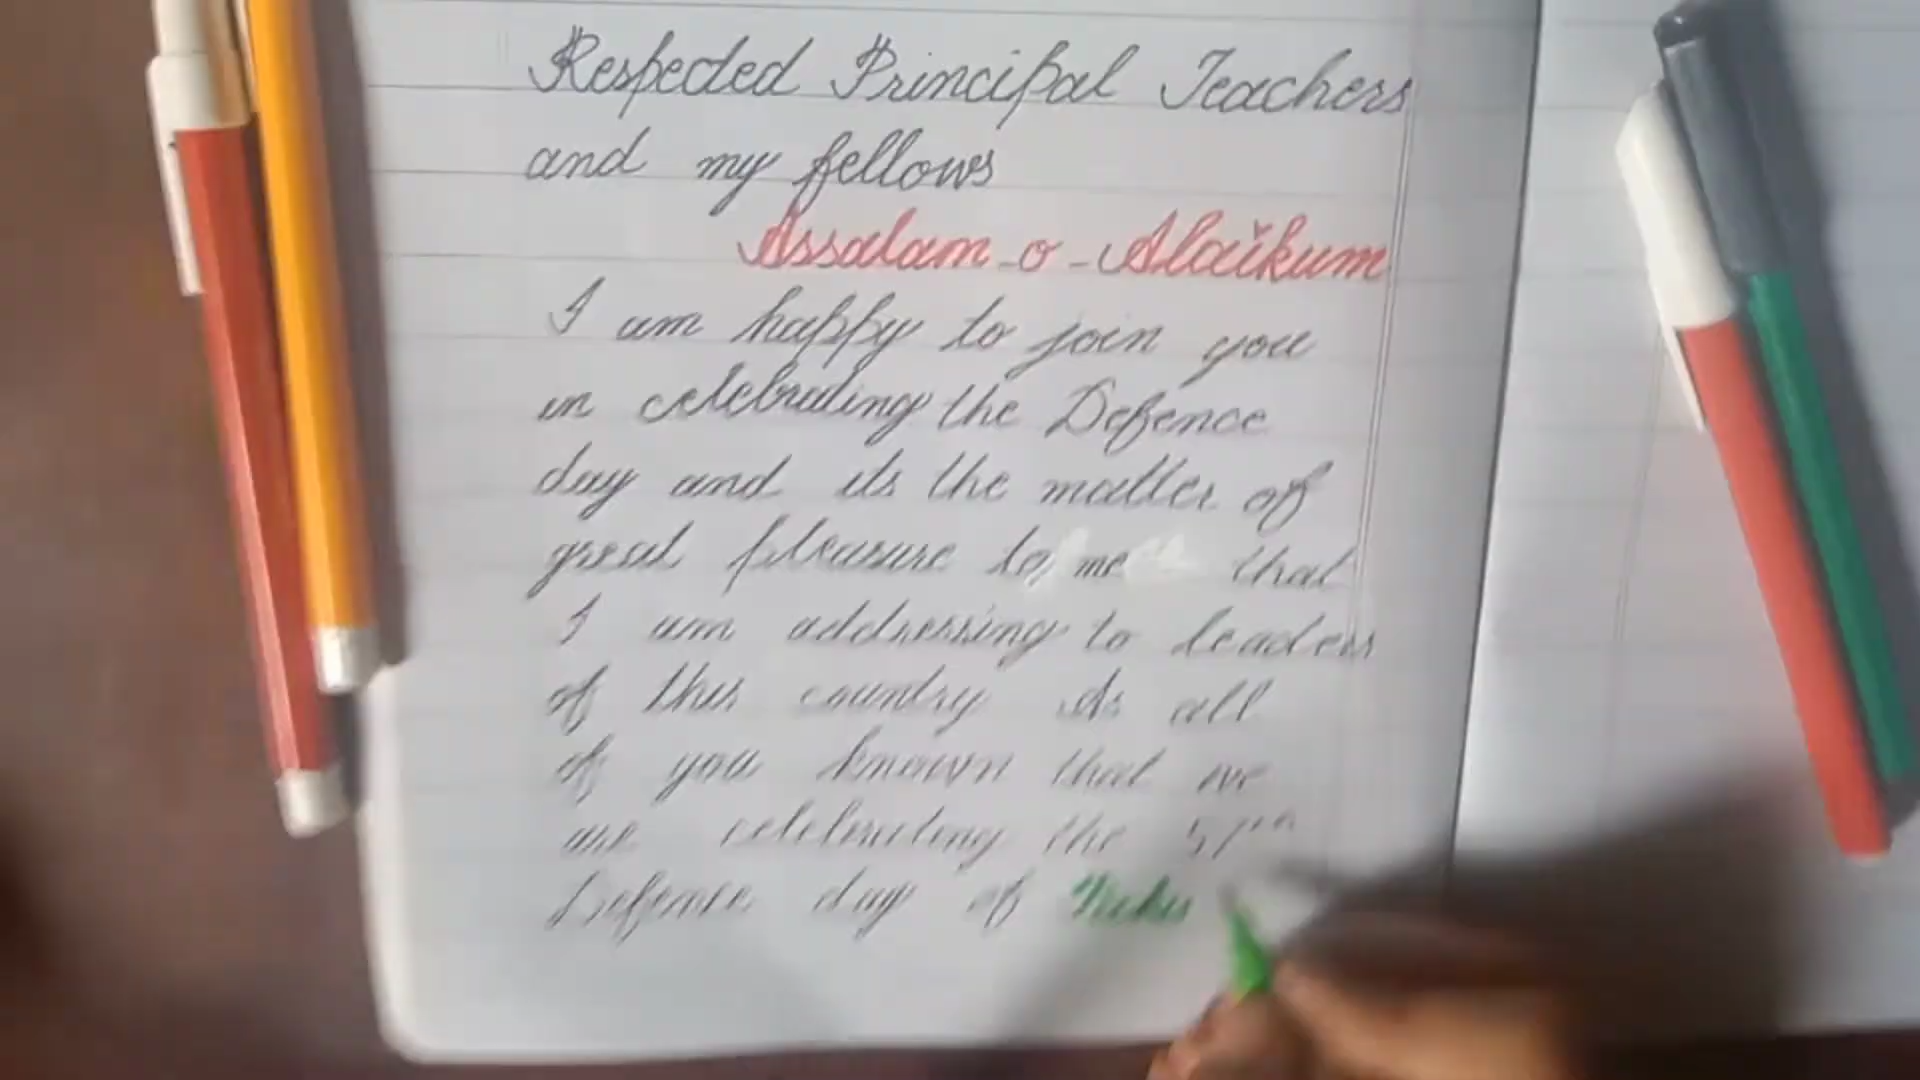 Respected Principal Teachers
and my fellows
Assalam-o-Alaikum
I am happy to join you
in celebrating the Defence
day and its the matter of
great pleasure to me that
I am addressing to leaders
of this country As all
of you known that we
are celebrating the 57th
Defence day of